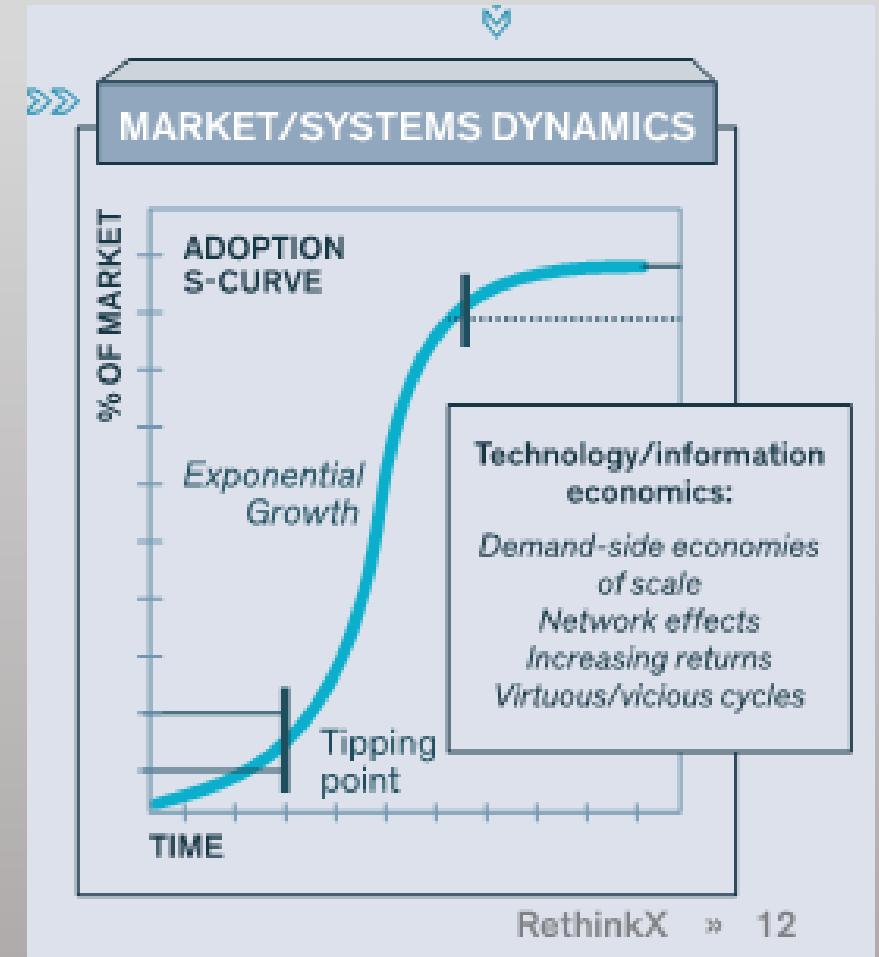 MARKET/SYSTEMS DYNAMICS
% OF MARKET
ADOPTION
S-CURVE
Exponential
Growth
Technology/information
economics:
Demand-side economies
of scale
Network effects
Increasing returns
Virtuous/vicious cycles
Tipping
point
TIME
RethinkX » 12